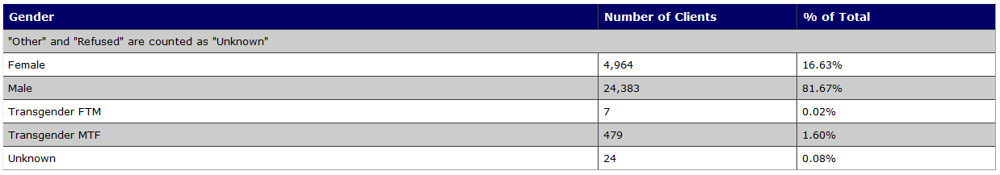 Gender Number of Clients % of Total
"Other" and "Refused" are counted as "Unknown"
Female 4,964 16.63%
Male 24,383 81.67%
Transgender FTM 7 0.02%
Transgender MTF 479 1.60%
Unknown 24 0.08%